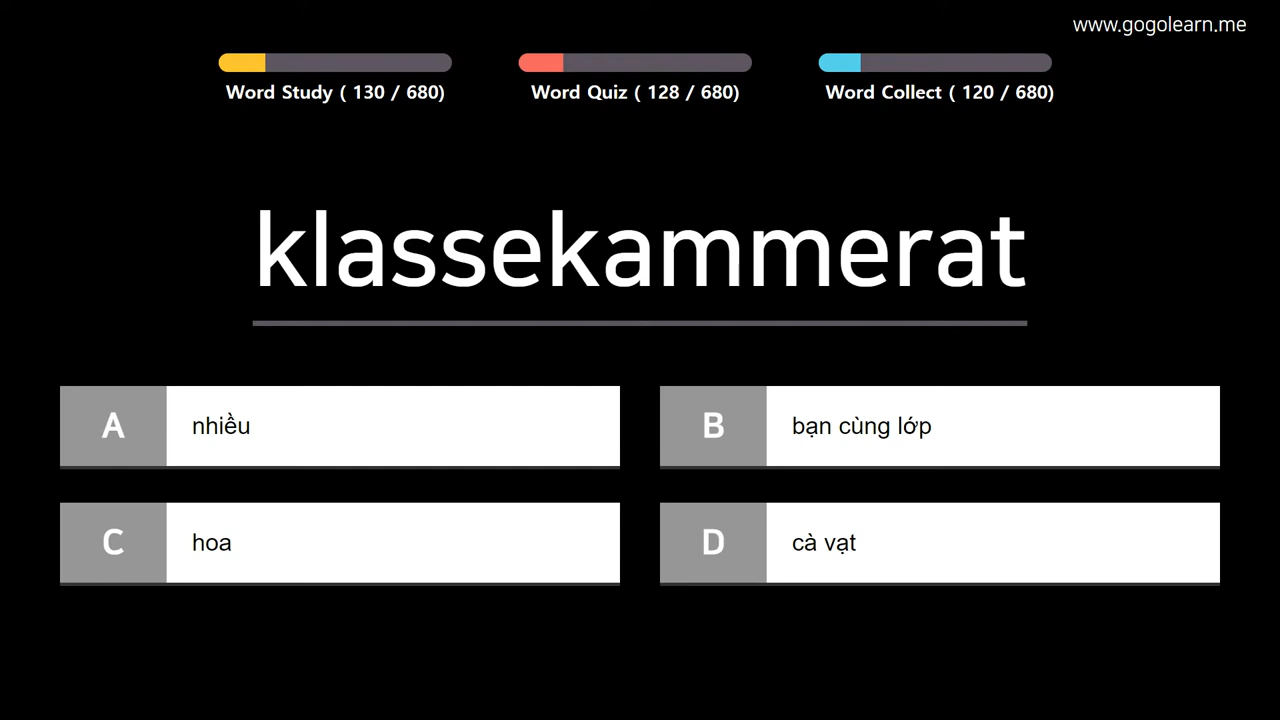 www.gogolearn.me
Word Study ( 130 / 680)
Word Quiz ( 128 / 680)
Word Collect ( 120 / 680)
klassekammerat
A nhiều
B bạn cùng lớp
C hoa
D cà vạt